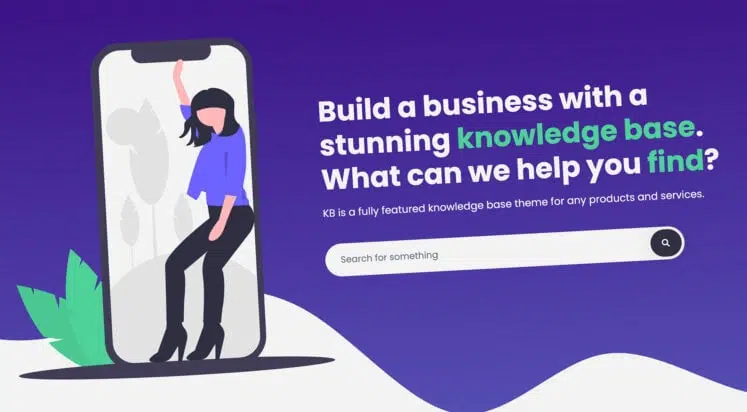 Build a business with a
stunning knowledge base.
What can we help you find?
KB is a fully featured knowledge base theme for any products and services.
Search for something